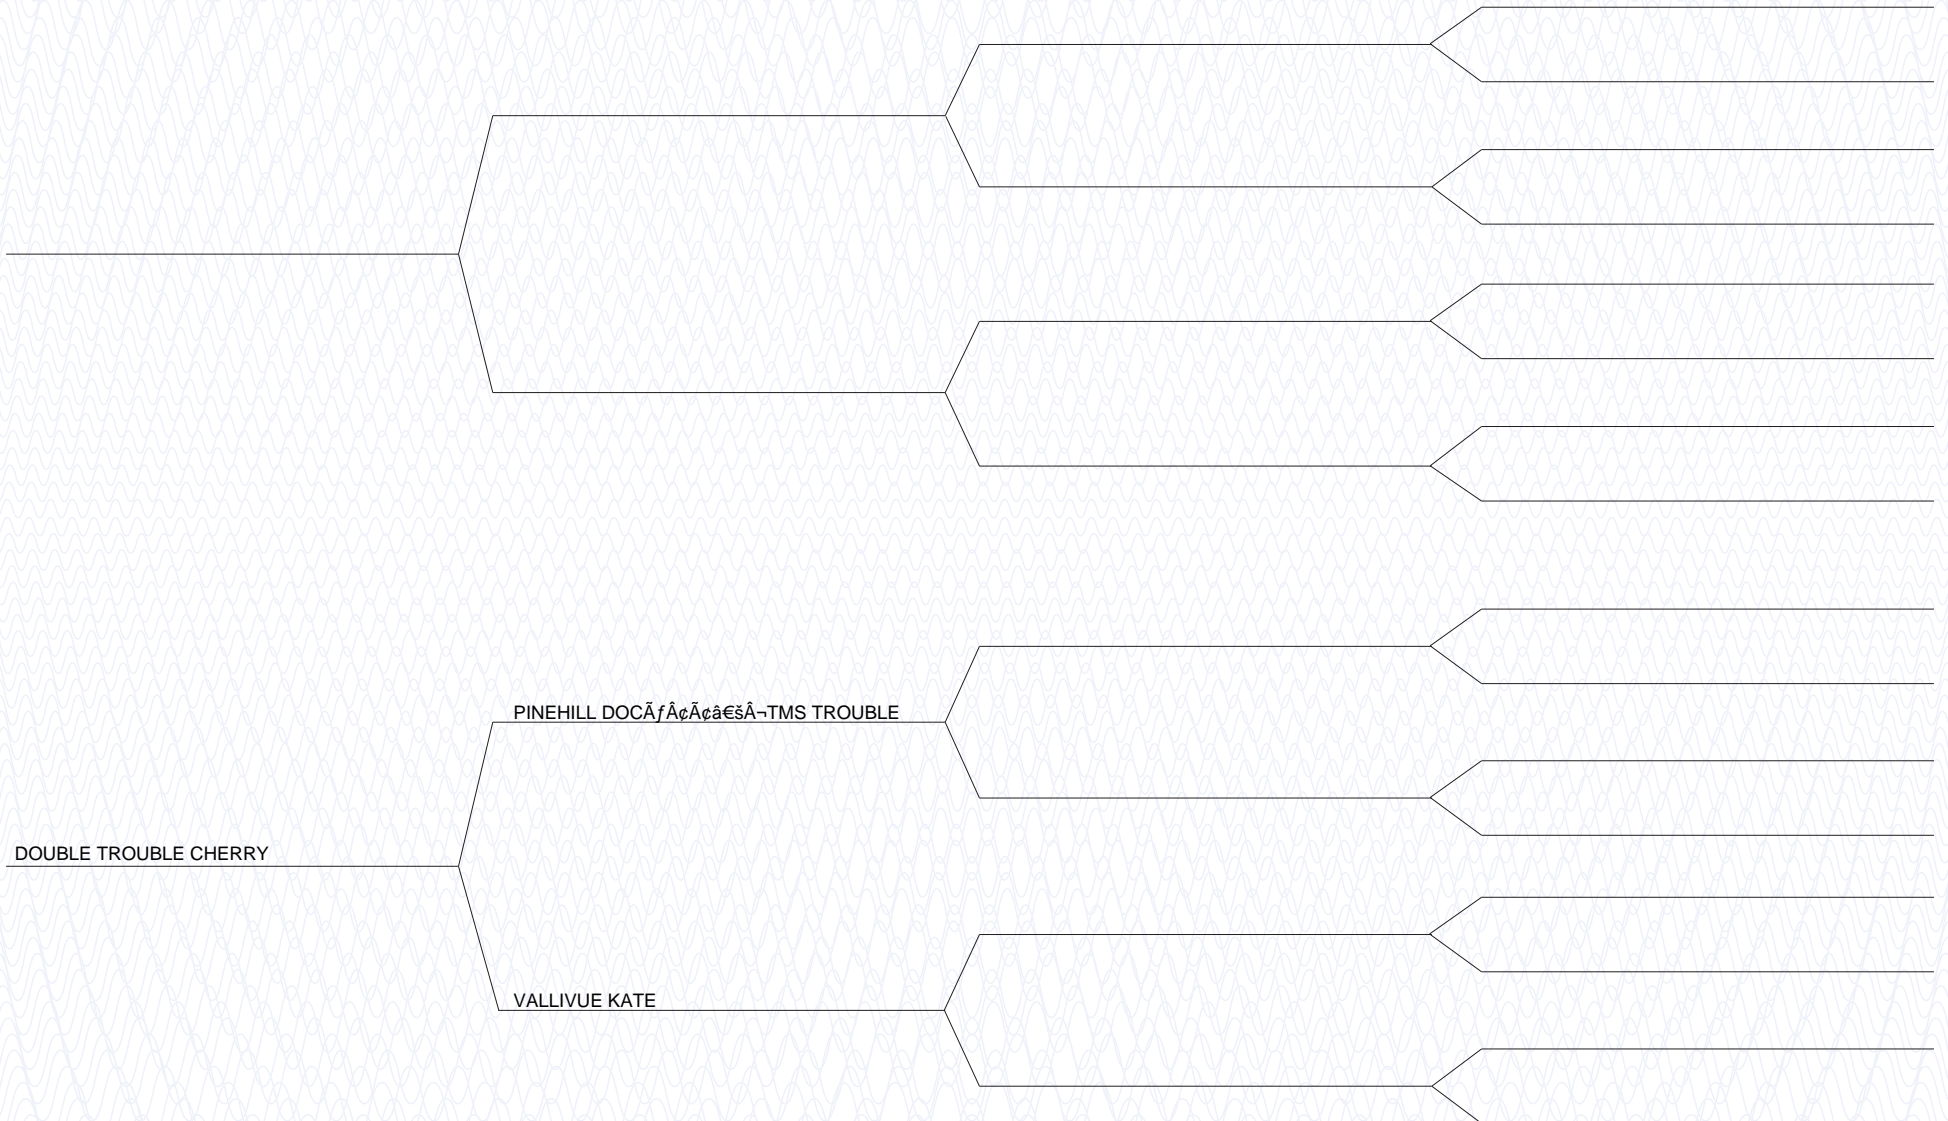 PINEHILL DOCÃƒÂ¢Ã¢â€šÂ¬TMS TROUBLE
DOUBLE TROUBLE CHERRY
VALLIVUE KATE